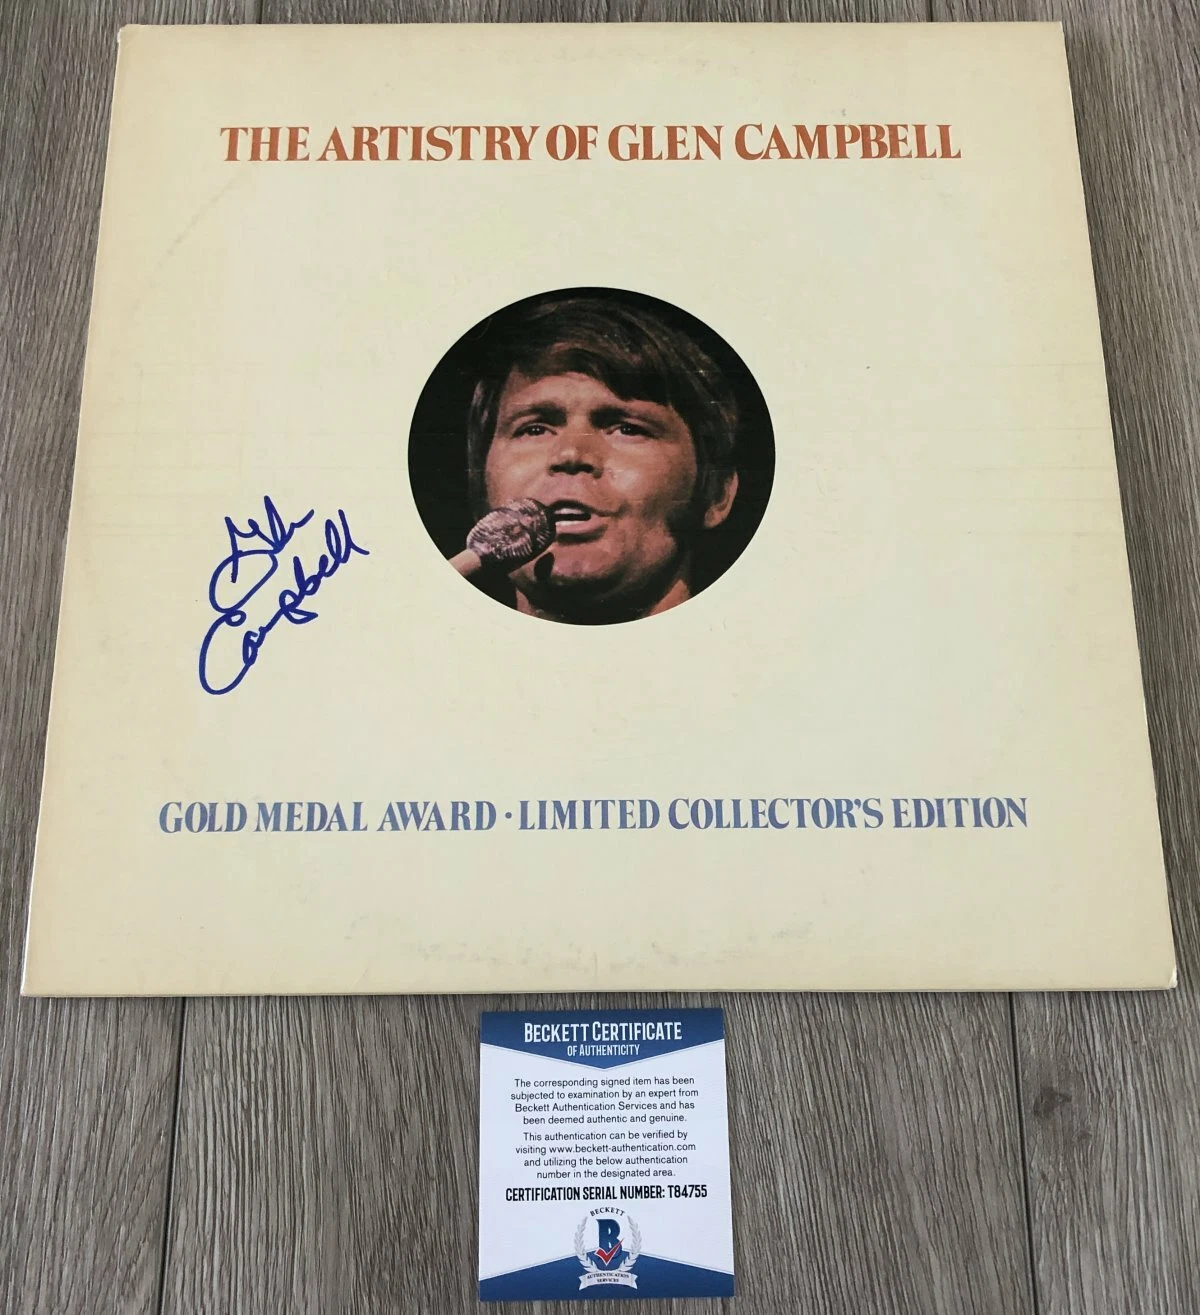 THE ARTISTRY OF GLEN CAMPBELL
Glen
Campbell
GOLD MEDAL AWARD · LIMITED COLLECTOR'S EDITION
BECKETT CERTIFICATE
OF AUTHENTICITY
The corresponding signed item has been
subjected to examination by an expert from
Beckett Authentication Services and has
been deemed authentic and genuine.
This authentication can be verified by
visiting www.beckett-authentication.com
and utilizing the below authentication
number in the designated area.
CERTIFICATION SERIAL NUMBER: T84755
BECKETT
B
AUTHENTICATION
SERVICES